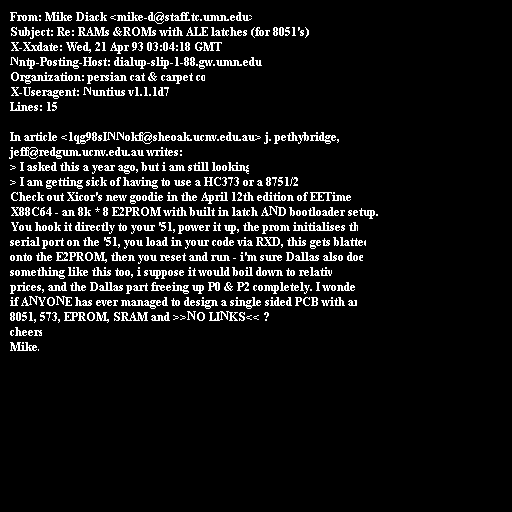 From: Mike Diack <mike-d@staff.tc.umn.edu>
Subject: Re: RAMs &ROMs with ALE latches (for 8051's)
X-Xxdate: Wed, 21 Apr 93 03:04:18 GMT
Nntp-Posting-Host: dialup-slip-1-88.gw.umn.edu
Organization: persian cat & carpet co
X-Useragent: Nuntius v1.1.1d7
Lines: 15

In article <1qg98sINNokf@sheoak.ucnv.edu.au> j. pethybridge,
jeff@redgum.ucnv.edu.au writes:
> I asked this a year ago, but i am still looking
> I am getting sick of having to use a HC373 or a 8751/2
Check out Xicor's new goodie in the April 12th edition of EETime
X88C64 - an 8k * 8 E2PROM with built in latch AND bootloader setup.
You hook it directly to your '51, power it up, the prom initialises th
serial port on the '51, you load in your code via RXD, this gets blatted
onto the E2PROM, then you reset and run - i'm sure Dallas also doe
something like this too, i suppose it would boil down to relativ
prices, and the Dallas part freeing up P0 & P2 completely. I wonde
if ANYONE has ever managed to design a single sided PCB with an
8051, 573, EPROM, SRAM and >>NO LINKS<< ?
cheers
Mike.